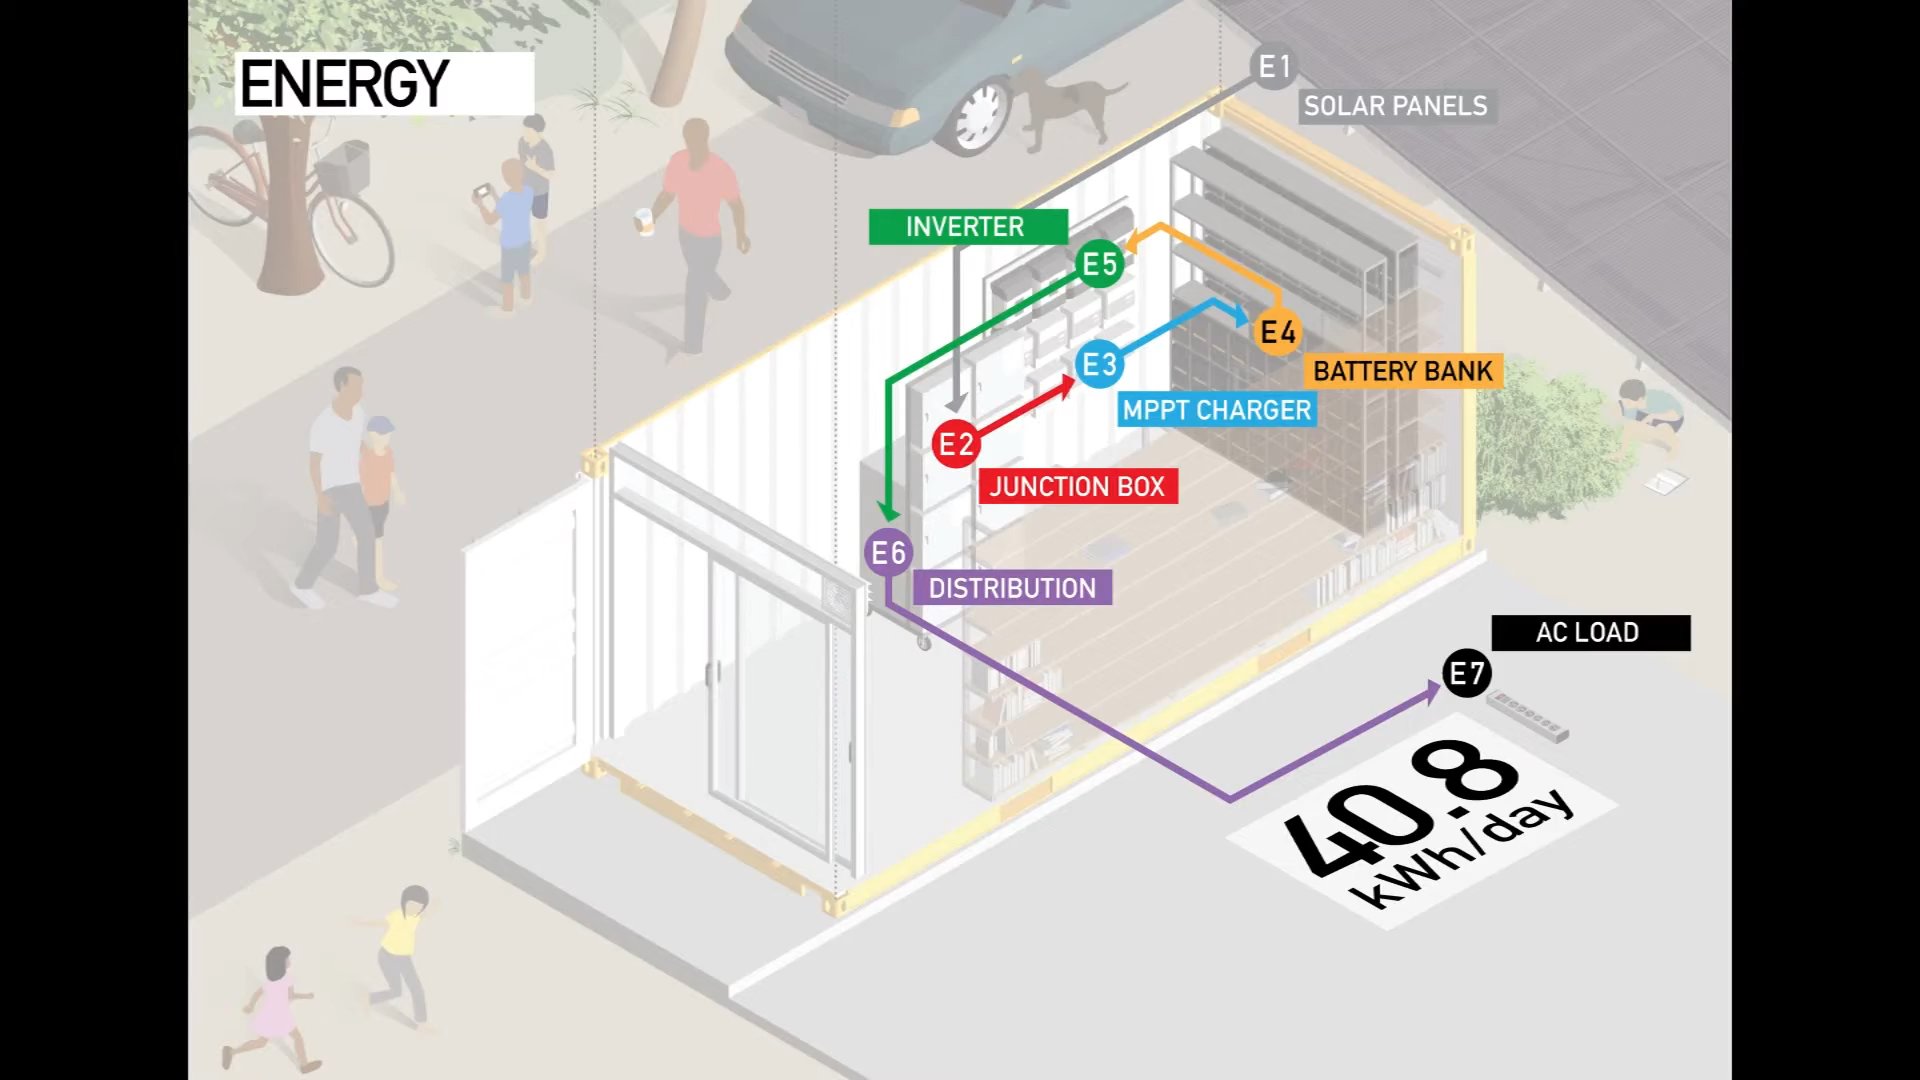 ENERGY
E1
SOLAR PANELS
INVERTER
E5
E4
BATTERY BANK
E3
MPPT CHARGER
E2
JUNCTION BOX
E6
DISTRIBUTION
AC LOAD
E7
40.8
kWh/day